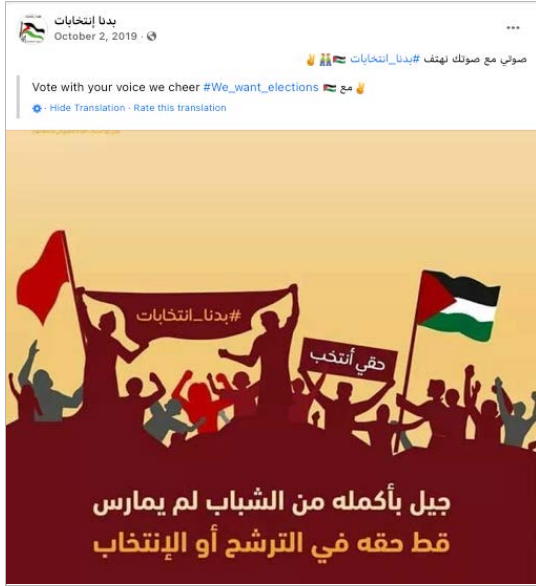 بدنا إنتخابات
October 2, 2019 ·
صوتي مع صوتك نهتف #بدنا_انتخابات 🇵🇸👬✌
Vote with your voice we cheer #We_want_elections 🇵🇸 مع✌
· Hide Translation · Rate this translation
#بدنا_انتخابات
حقي أنتخب
جيل بأكمله من الشباب لم يمارس
قط حقه في الترشح أو الإنتخاب